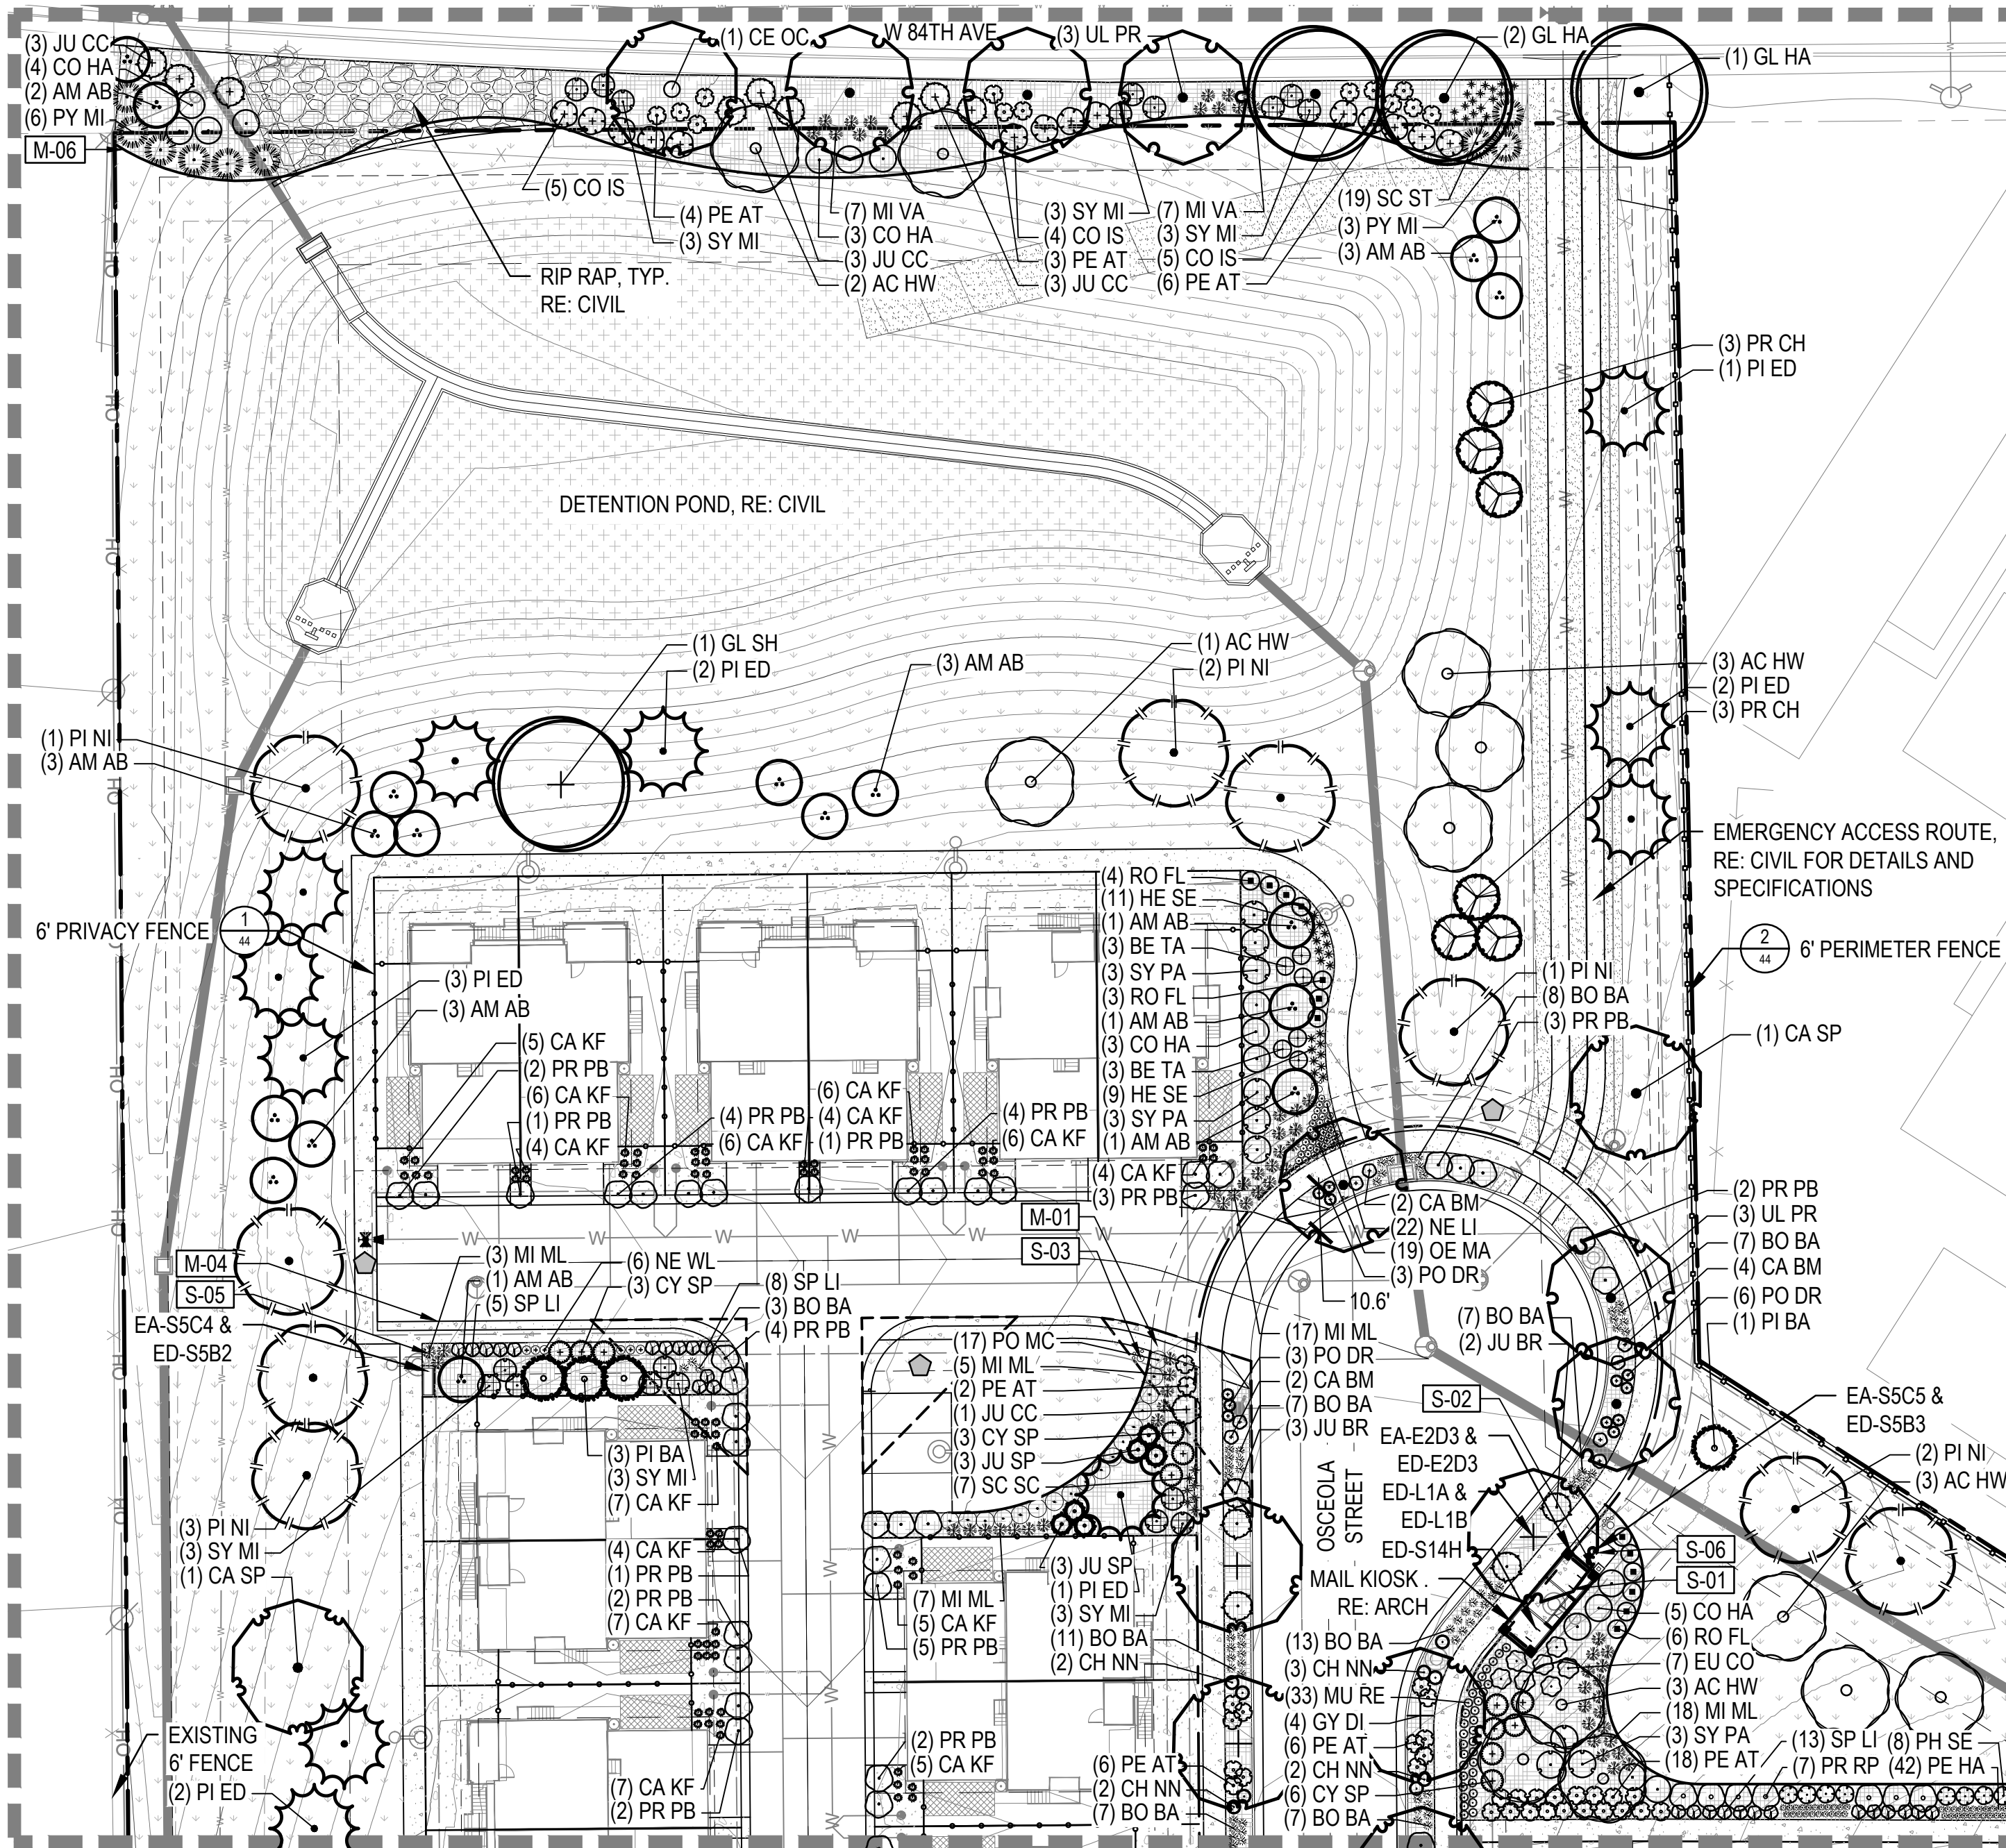 W 84TH AVE
(3) JU CC
(4) CO HA
(2) AM AB
(6) PY MI
M-06
(1) CE OC
(3) UL PR
(2) GL HA
(1) GL HA
(5) CO IS
(4) PE AT
(3) SY MI
(7) MI VA
(3) CO HA
(3) JU CC
(2) AC HW
(3) SY MI
(4) CO IS
(3) PE AT
(3) JU CC
(7) MI VA
(3) SY MI
(5) CO IS
(6) PE AT
(19) SC ST
(3) PY MI
(3) AM AB
RIP RAP, TYP.
RE: CIVIL
(3) PR CH
(1) PI ED
DETENTION POND, RE: CIVIL
(1) GL SH
(2) PI ED
(3) AM AB
(1) AC HW
(2) PI NI
(3) AC HW
(2) PI ED
(3) PR CH
(1) PI NI
(3) AM AB
EMERGENCY ACCESS ROUTE,
RE: CIVIL FOR DETAILS AND
SPECIFICATIONS
6' PRIVACY FENCE
1
44
2
44
6' PERIMETER FENCE
(3) PI ED
(3) AM AB
(4) RO FL
(11) HE SE
(1) AM AB
(3) BE TA
(3) SY PA
(3) RO FL
(1) AM AB
(3) CO HA
(3) BE TA
(9) HE SE
(3) SY PA
(1) AM AB
(4) CA KF
(3) PR PB
(1) PI NI
(8) BO BA
(3) PR PB
(1) CA SP
(5) CA KF
(2) PR PB
(6) CA KF
(1) PR PB
(4) CA KF
(4) PR PB
(6) CA KF
(6) CA KF
(4) CA KF
(1) PR PB
(4) PR PB
(6) CA KF
M-01
S-03
(2) CA BM
(22) NE LI
(19) OE MA
(3) PO DR
10.6'
(2) PR PB
(3) UL PR
(7) BO BA
(4) CA BM
(6) PO DR
(1) PI BA
M-04
S-05
EA-S5C4 &
ED-S5B2
(3) MI ML
(1) AM AB
(5) SP LI
(6) NE WL
(3) CY SP
(8) SP LI
(3) BO BA
(4) PR PB
(17) PO MC
(5) MI ML
(2) PE AT
(1) JU CC
(3) CY SP
(3) JU SP
(7) SC SC
(17) MI ML
(3) PO DR
(2) CA BM
(7) BO BA
(3) JU BR
(7) BO BA
(2) JU BR
S-02
EA-E2D3 &
ED-E2D3
ED-L1A &
ED-L1B
ED-S14H
MAIL KIOSK .
RE: ARCH
OSCEOLA
STREET
EA-S5C5 &
ED-S5B3
(2) PI NI
(3) AC HW
(3) PI BA
(3) SY MI
(7) CA KF
(3) PI NI
(3) SY MI
(1) CA SP
(4) CA KF
(1) PR PB
(2) PR PB
(7) CA KF
(7) MI ML
(5) CA KF
(5) PR PB
(3) JU SP
(1) PI ED
(3) SY MI
(11) BO BA
(2) CH NN
S-06
S-01
(5) CO HA
(6) RO FL
(7) EU CO
(3) AC HW
(18) MI ML
(3) SY PA
(18) PE AT
(13) BO BA
(3) CH NN
(33) MU RE
(4) GY DI
(6) PE AT
(2) CH NN
(6) CY SP
(7) BO BA
(13) SP LI
(7) PR RP
(8) PH SE
(42) PE HA
EXISTING
6' FENCE
(2) PI ED
(7) CA KF
(2) PR PB
(2) PR PB
(5) CA KF
(6) PE AT
(2) CH NN
(7) BO BA